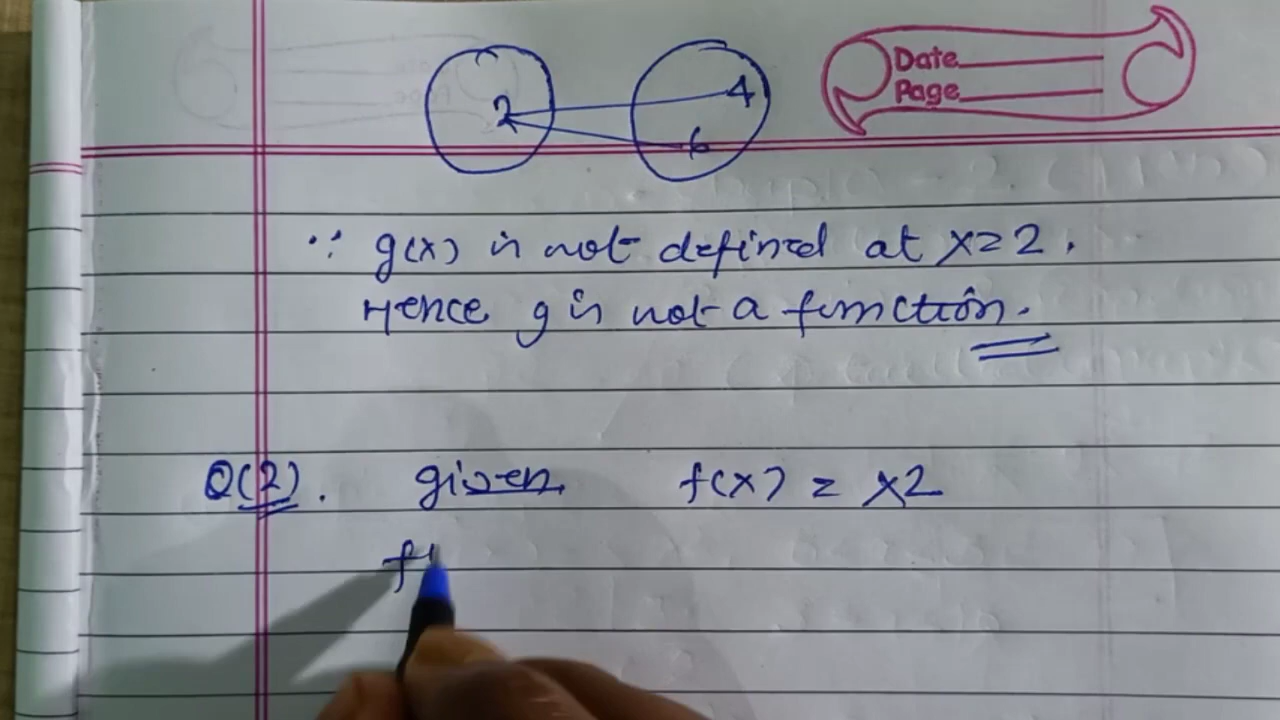 Date
Page
2 4
6
∵ g(x) is not defined at x=2.
Hence g is not a function.
Q(2). given f(x) = x2
f